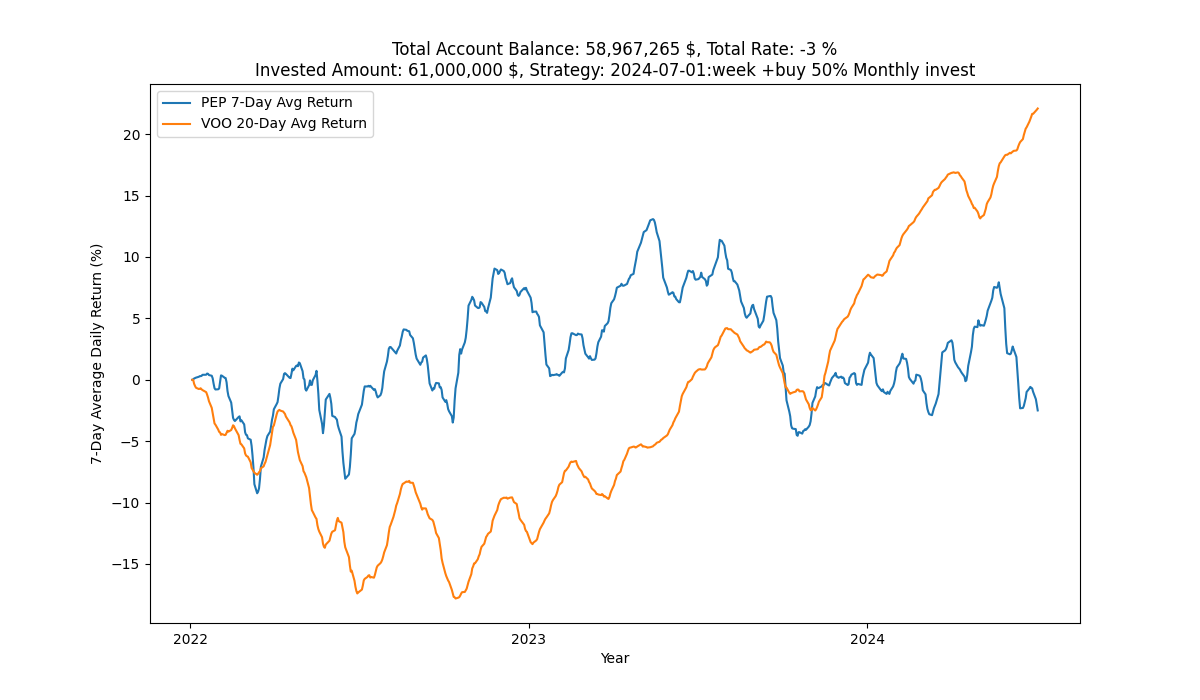 Total Account Balance: 58,967,265 $, Total Rate: -3 %
Invested Amount: 61,000,000 $, Strategy: 2024-07-01:week +buy 50% Monthly invest
PEP 7-Day Avg Return
VOO 20-Day Avg Return
7-Day Average Daily Return (%)
20
15
10
5
0
−5
−10
−15
2022
2023
2024
Year